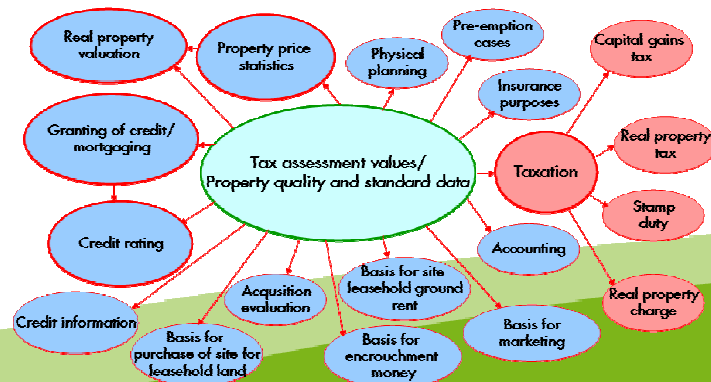 Real property
valuation
Property price
statistics
Physical
planning
Pre-emption
cases
Capital gains
tax
Insurance
purposes
Granting of credit/
mortgaging
Tax assessment values/
Property quality and standard data
Taxation
Real property
tax
Stamp
duty
Credit rating
Accounting
Basis for site
leasehold ground
rent
Acqusition
evaluation
Real property
charge
Credit information
Basis for
purchase of site for
leasehold land
Basis for
encrouchment
money
Basis for
marketing